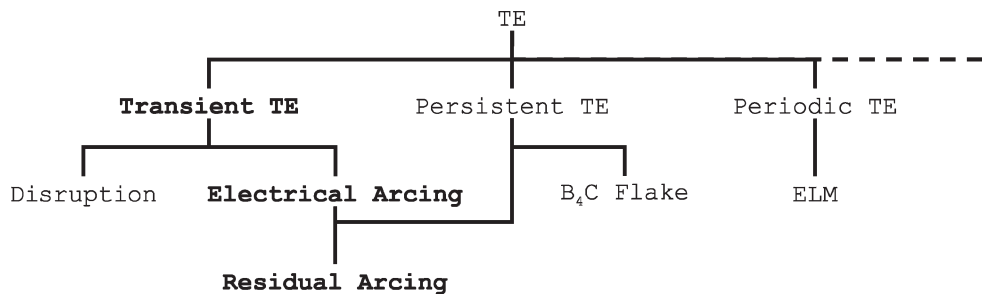 TE
Transient TE Persistent TE Periodic TE
Disruption Electrical Arcing B₄C Flake ELM
Residual Arcing